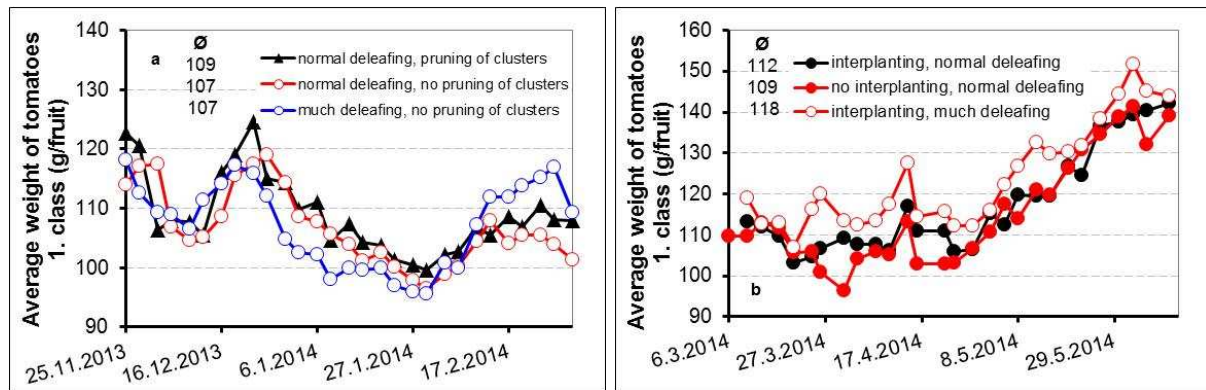 Average weight of tomatoes
1. class (g/fruit)
140
130
120
110
100
90
a
Ø
109 normal deleafing, pruning of clusters
107 normal deleafing, no pruning of clusters
107 much deleafing, no pruning of clusters
25.11.2013
16.12.2013
6.1.2014
27.1.2014
17.2.2014
Average weight of tomatoes
1. class (g/fruit)
160
150
140
130
120
110
100
90
Ø
112 interplanting, normal deleafing
109 no interplanting, normal deleafing
118 interplanting, much deleafing
b
6.3.2014
27.3.2014
17.4.2014
8.5.2014
29.5.2014